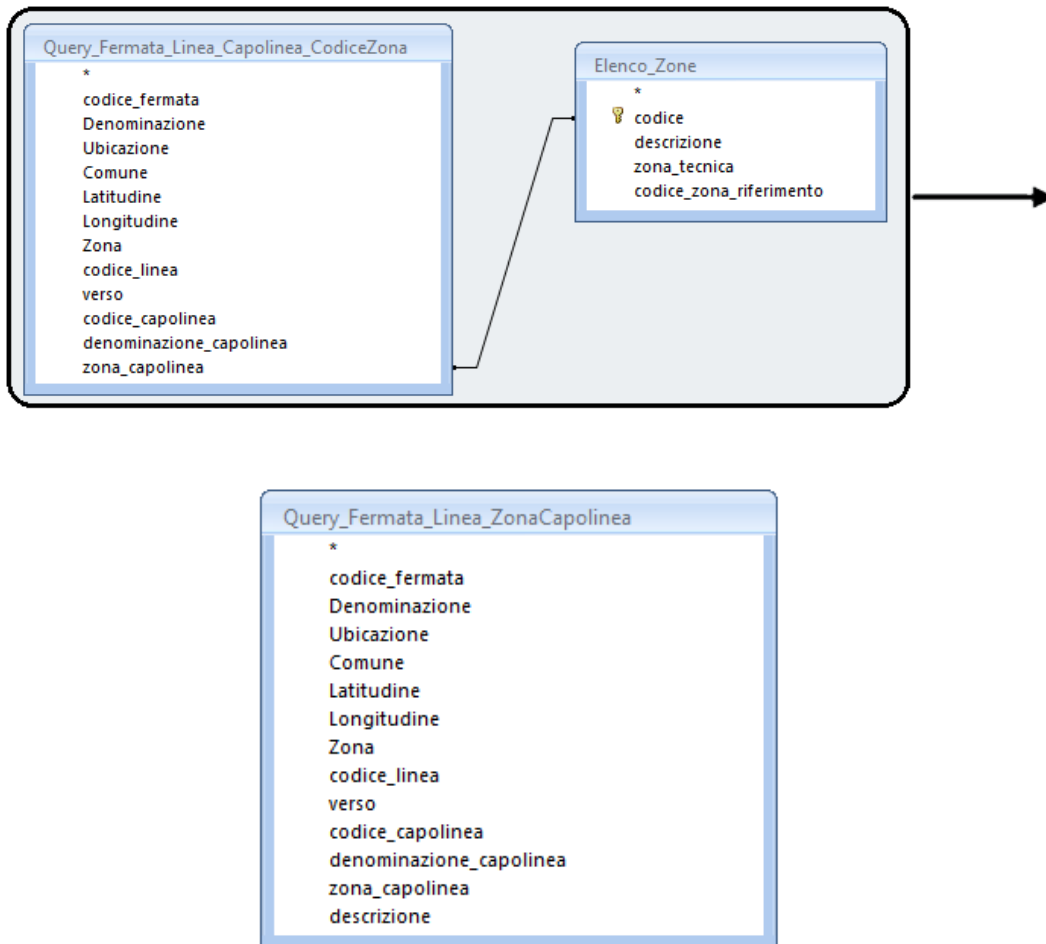 Query_Fermata_Linea_Capolinea_CodiceZona
*
codice_fermata
Denominazione
Ubicazione
Comune
Latitudine
Longitudine
Zona
codice_linea
verso
codice_capolinea
denominazione_capolinea
zona_capolinea
Elenco_Zone
*
codice
descrizione
zona_tecnica
codice_zona_riferimento
Query_Fermata_Linea_ZonaCapolinea
*
codice_fermata
Denominazione
Ubicazione
Comune
Latitudine
Longitudine
Zona
codice_linea
verso
codice_capolinea
denominazione_capolinea
zona_capolinea
descrizione